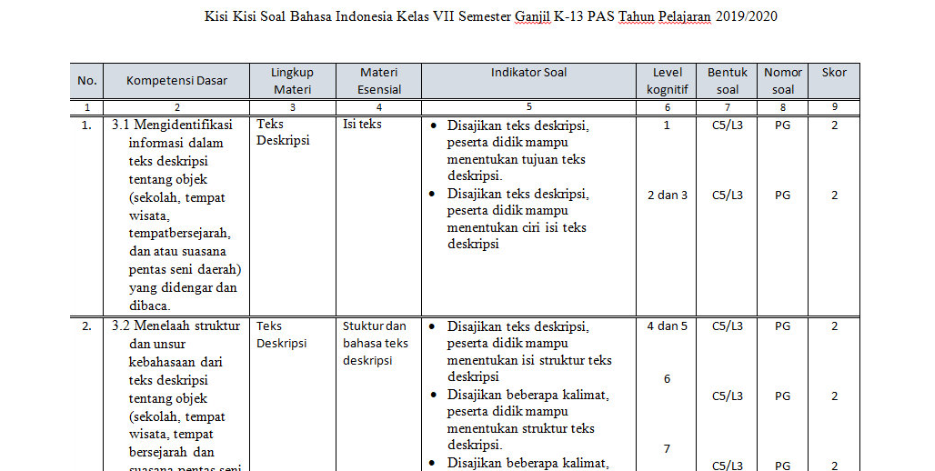 Kisi Kisi Soal Bahasa Indonesia Kelas VII Semester Ganjil K-13 PAS Tahun Pelajaran 2019/2020
No. Kompetensi Dasar Lingkup Materi Materi Esensial Indikator Soal Level kognitif Bentuk soal Nomor soal Skor
1 2 3 4 5 6 7 8 9
1. 3.1 Mengidentifikasi Teks Isi teks • Disajikan teks deskripsi, 1 C5/L3 PG 2
informasi dalam Deskripsi peserta didik mampu
teks deskripsi menentukan tujuan teks
tentang objek deskripsi.
(sekolah, tempat • Disajikan teks deskripsi, 2 dan 3 C5/L3 PG 2
wisata, peserta didik mampu
tempatbersejarah, menentukan ciri isi teks
dan atau suasana deskripsi
pentas seni daerah)
yang didengar dan
dibaca.
2. 3.2 Menelaah struktur Teks Stuktur dan • Disajikan teks deskripsi, 4 dan 5 C5/L3 PG 2
dan unsur Deskripsi bahasa teks peserta didik mampu
kebahasaan dari deskripsi menentukan isi struktur teks
teks deskripsi deskripsi 6
tentang objek • Disajikan beberapa kalimat, C5/L3 PG 2
(sekolah, tempat peserta didik mampu
wisata, tempat menentukan struktur teks
bersejarah dan deskripsi. 7
suasana pentas seni • Disajikan beberapa kalimat, C5/L3 PG 2